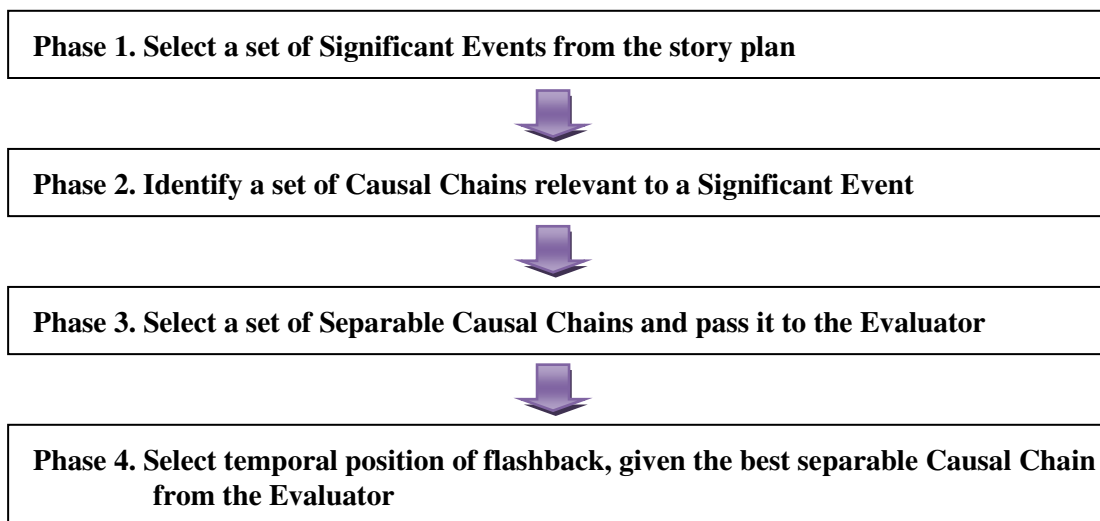 Phase 1. Select a set of Significant Events from the story plan
Phase 2. Identify a set of Causal Chains relevant to a Significant Event
Phase 3. Select a set of Separable Causal Chains and pass it to the Evaluator
Phase 4. Select temporal position of flashback, given the best separable Causal Chain
from the Evaluator